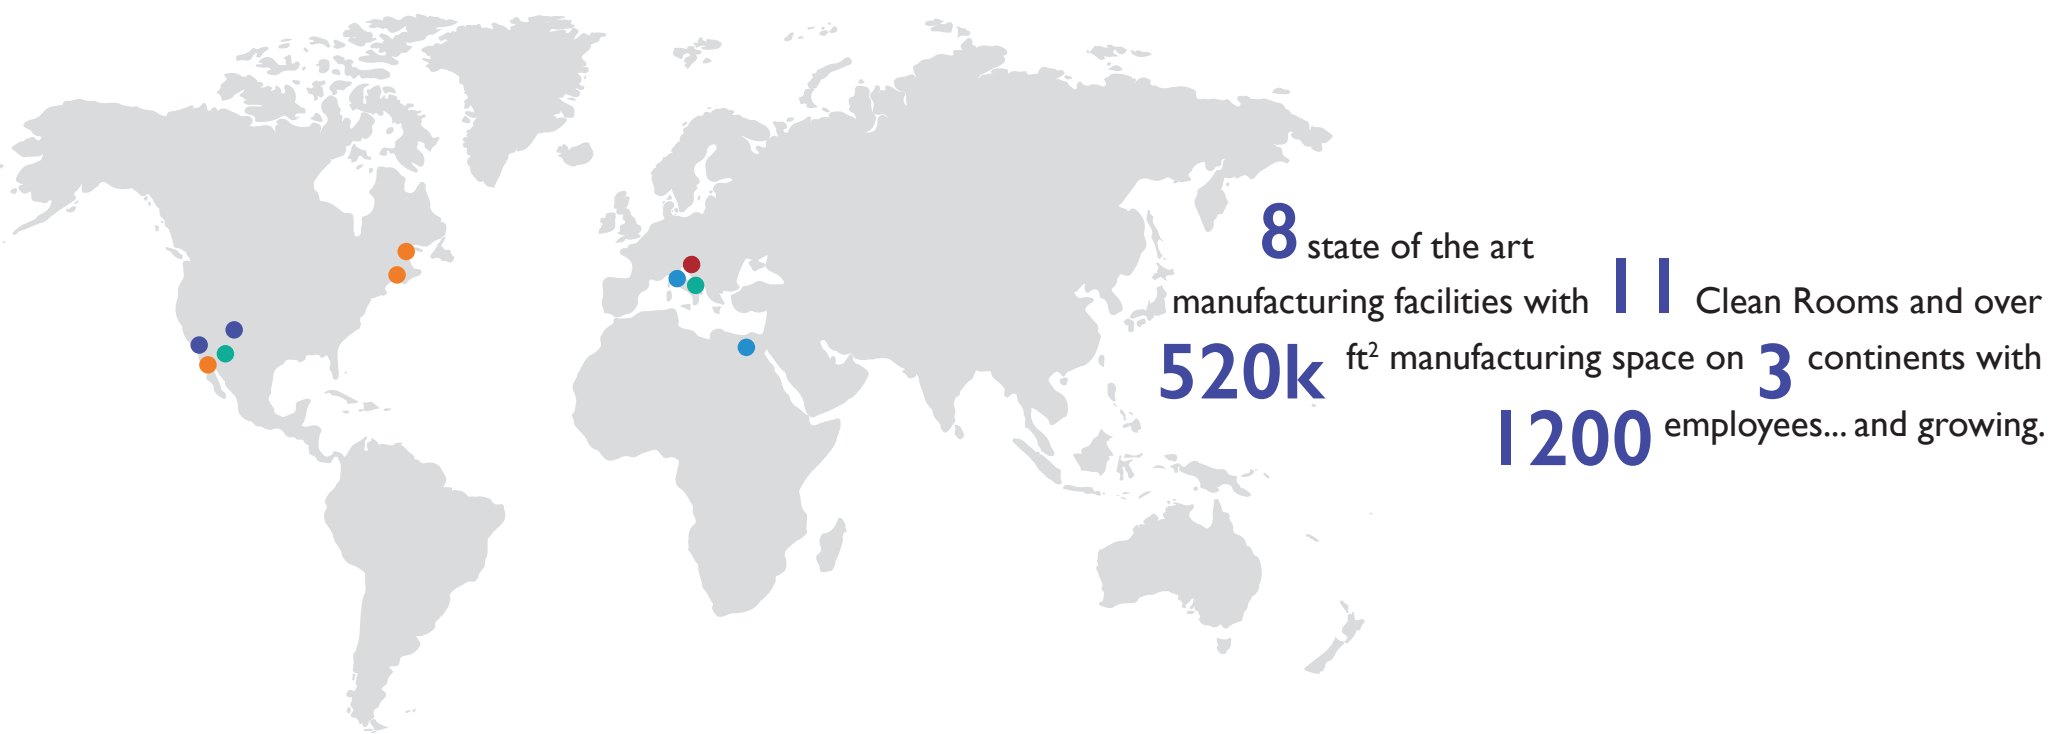 8 state of the art
manufacturing facilities with 11 Clean Rooms and over
520k ft² manufacturing space on 3 continents with
1200 employees... and growing.